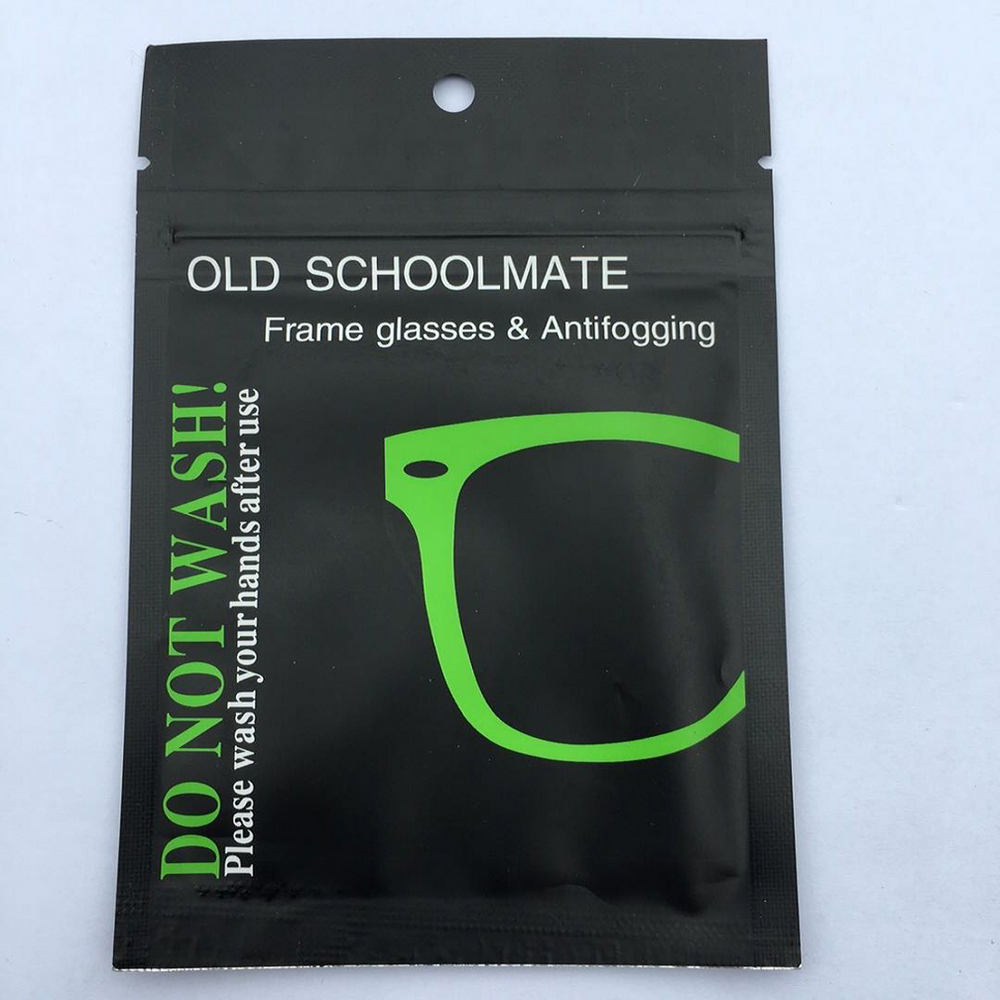 OLD SCHOOLMATE
Frame glasses & Antifogging
DO NOT WASH!
Please wash your hands after use